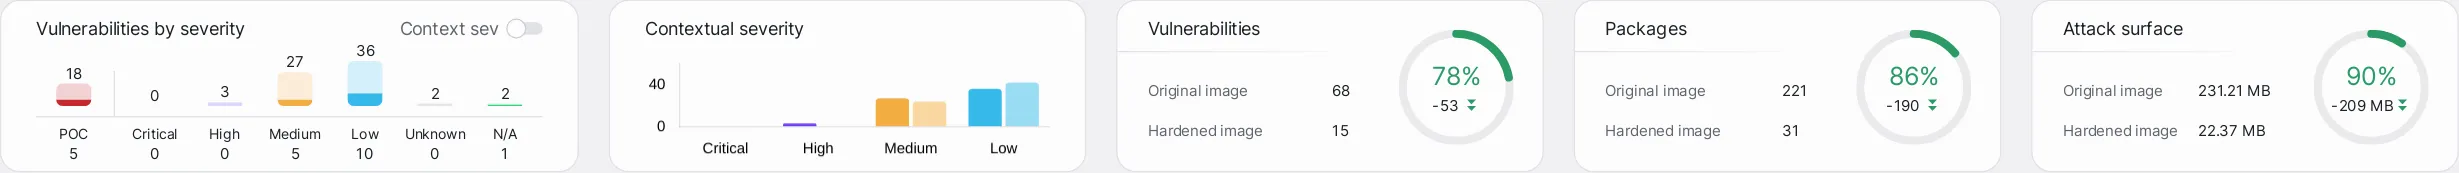 Vulnerabilities by severity
Context sev
18
0
3
27
36
2
2
POC
Critical
High
Medium
Low
Unknown
N/A
5
0
0
5
10
0
1
Contextual severity
40
0
Critical
High
Medium
Low
Vulnerabilities
Original image 68
Hardened image 15
78%
-53
Packages
Original image 221
Hardened image 31
86%
-190
Attack surface
Original image 231.21 MB
Hardened image 22.37 MB
90%
-209 MB